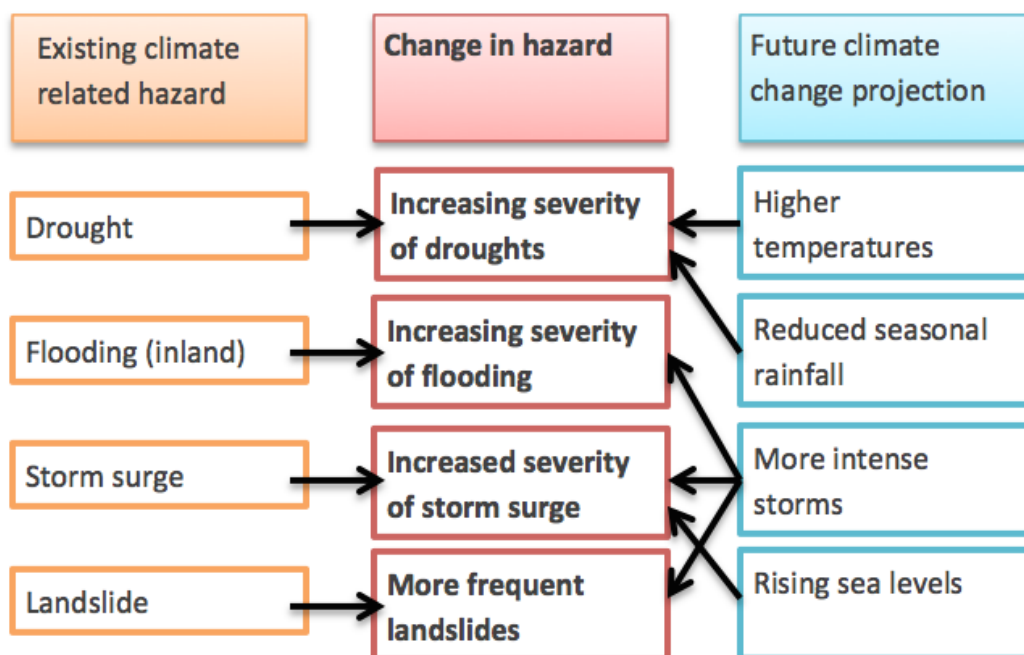 Existing climate
related hazard
Change in hazard
Future climate
change projection
Drought
Increasing severity
of droughts
Higher
temperatures
Flooding (inland)
Increasing severity
of flooding
Reduced seasonal
rainfall
Storm surge
Increased severity
of storm surge
More intense
storms
Landslide
More frequent
landslides
Rising sea levels